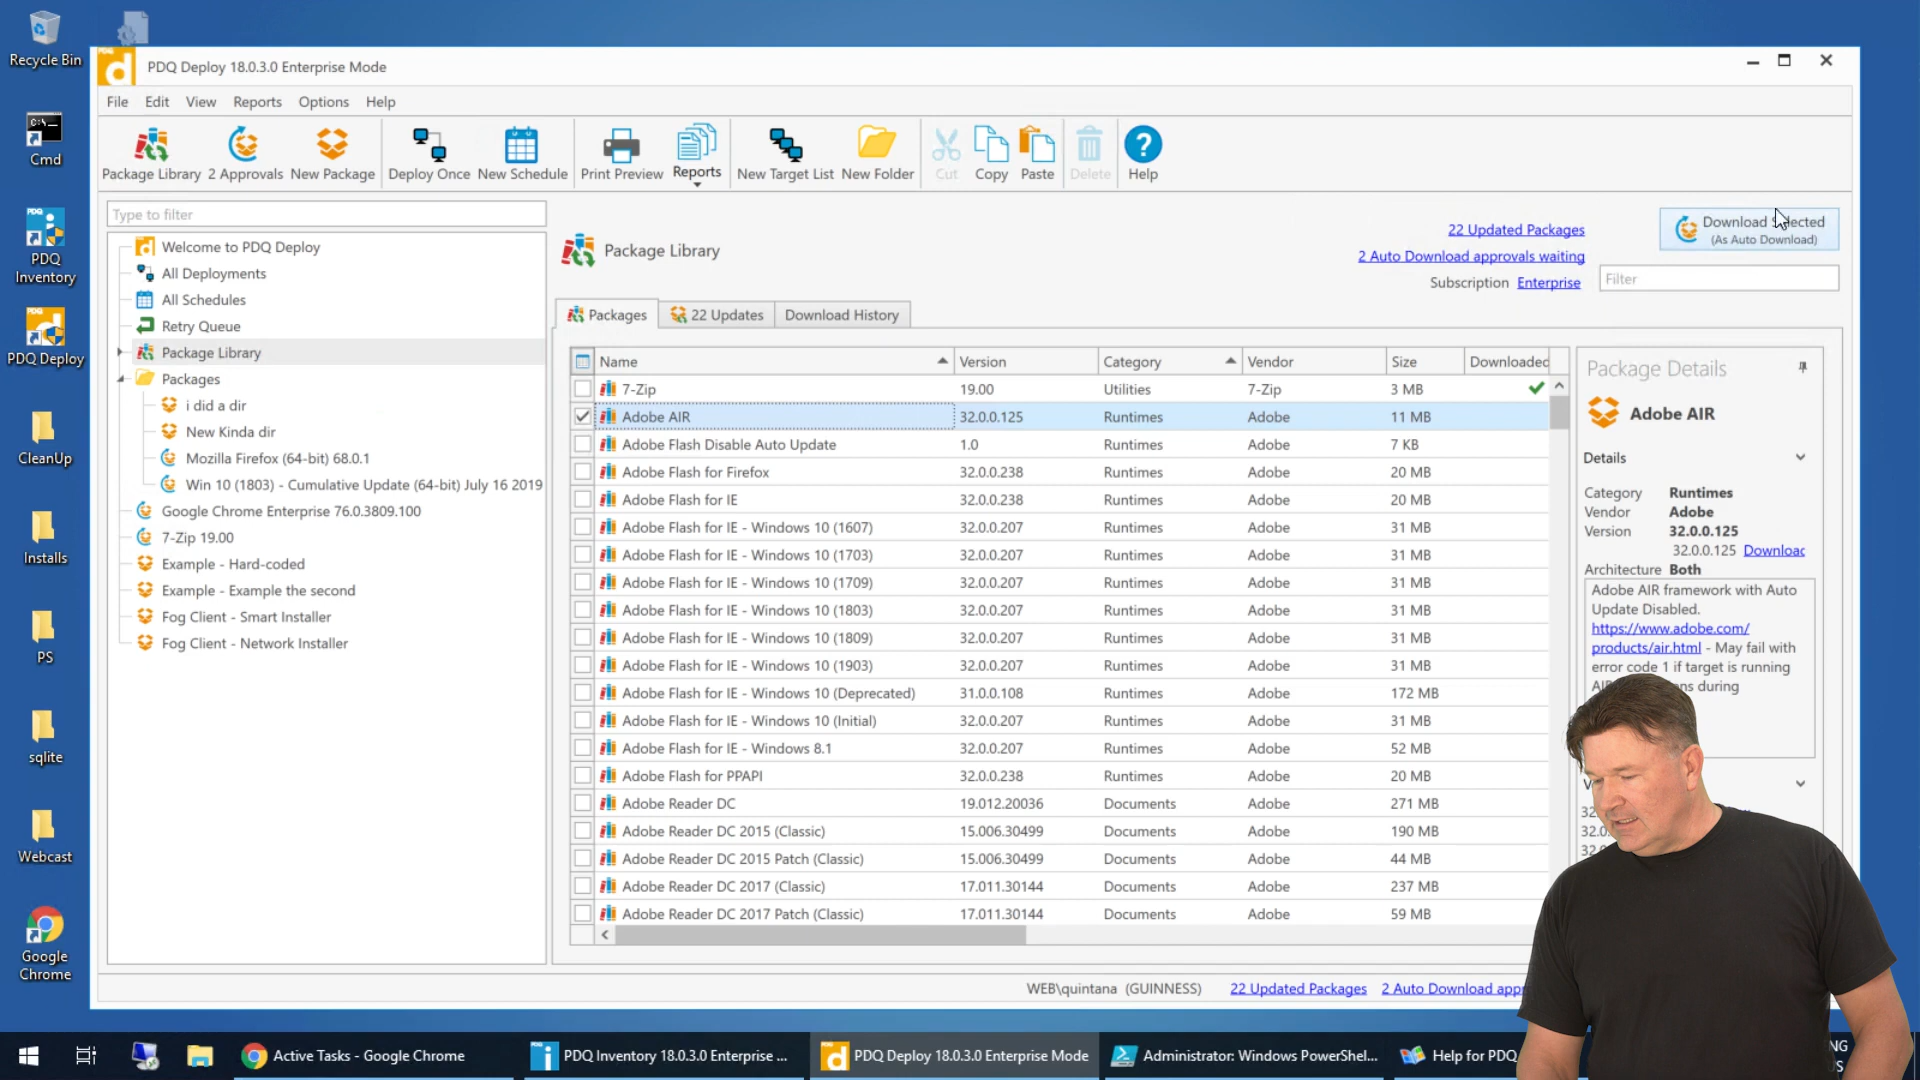 Recycle Bin
Cmd
PDQ
Inventory
PDQ Deploy
CleanUp
Installs
PS
sqlite
Webcast
Google
Chrome
PDQ Deploy 18.0.3.0 Enterprise Mode
File Edit View Reports Options Help
Package Library 2 Approvals New Package Deploy Once New Schedule Print Preview Reports New Target List New Folder Cut Copy Paste Delete Help
Type to filter
Welcome to PDQ Deploy
All Deployments
All Schedules
Retry Queue
Package Library
Packages
i did a dir
New Kinda dir
Mozilla Firefox (64-bit) 68.0.1
Win 10 (1803) - Cumulative Update (64-bit) July 16 2019
Google Chrome Enterprise 76.0.3809.100
7-Zip 19.00
Example - Hard-coded
Example - Example the second
Fog Client - Smart Installer
Fog Client - Network Installer
Package Library
22 Updated Packages
2 Auto Download approvals waiting
Subscription Enterprise
Download Selected
(As Auto Download)
Filter
Packages 22 Updates Download History
Name Version Category Vendor Size Downloaded
7-Zip 19.00 Utilities 7-Zip 3 MB
Adobe AIR 32.0.0.125 Runtimes Adobe 11 MB
Adobe Flash Disable Auto Update 1.0 Runtimes Adobe 7 KB
Adobe Flash for Firefox 32.0.0.238 Runtimes Adobe 20 MB
Adobe Flash for IE 32.0.0.238 Runtimes Adobe 20 MB
Adobe Flash for IE - Windows 10 (1607) 32.0.0.207 Runtimes Adobe 31 MB
Adobe Flash for IE - Windows 10 (1703) 32.0.0.207 Runtimes Adobe 31 MB
Adobe Flash for IE - Windows 10 (1709) 32.0.0.207 Runtimes Adobe 31 MB
Adobe Flash for IE - Windows 10 (1803) 32.0.0.207 Runtimes Adobe 31 MB
Adobe Flash for IE - Windows 10 (1809) 32.0.0.207 Runtimes Adobe 31 MB
Adobe Flash for IE - Windows 10 (1903) 32.0.0.207 Runtimes Adobe 31 MB
Adobe Flash for IE - Windows 10 (Deprecated) 31.0.0.108 Runtimes Adobe 172 MB
Adobe Flash for IE - Windows 10 (Initial) 32.0.0.207 Runtimes Adobe 31 MB
Adobe Flash for IE - Windows 8.1 32.0.0.207 Runtimes Adobe 52 MB
Adobe Flash for PPAPI 32.0.0.238 Runtimes Adobe 20 MB
Adobe Reader DC 19.012.20036 Documents Adobe 271 MB
Adobe Reader DC 2015 (Classic) 15.006.30499 Documents Adobe 190 MB
Adobe Reader DC 2015 Patch (Classic) 15.006.30499 Documents Adobe 44 MB
Adobe Reader DC 2017 (Classic) 17.011.30144 Documents Adobe 237 MB
Adobe Reader DC 2017 Patch (Classic) 17.011.30144 Documents Adobe 59 MB
Package Details
Adobe AIR
Details
Category Runtimes
Vendor Adobe
Version 32.0.0.125
32.0.0.125 Downloac
Architecture Both
Adobe AIR framework with Auto
Update Disabled.
https://www.adobe.com/
products/air.html - May fail with
error code 1 if target is running
during
WEB\quintana (GUINNESS) 22 Updated Packages 2 Auto Download appr
Active Tasks - Google Chrome
PDQ Inventory 18.0.3.0 Enterprise ...
PDQ Deploy 18.0.3.0 Enterprise Mode
Administrator: Windows PowerShel...
Help for PDQ